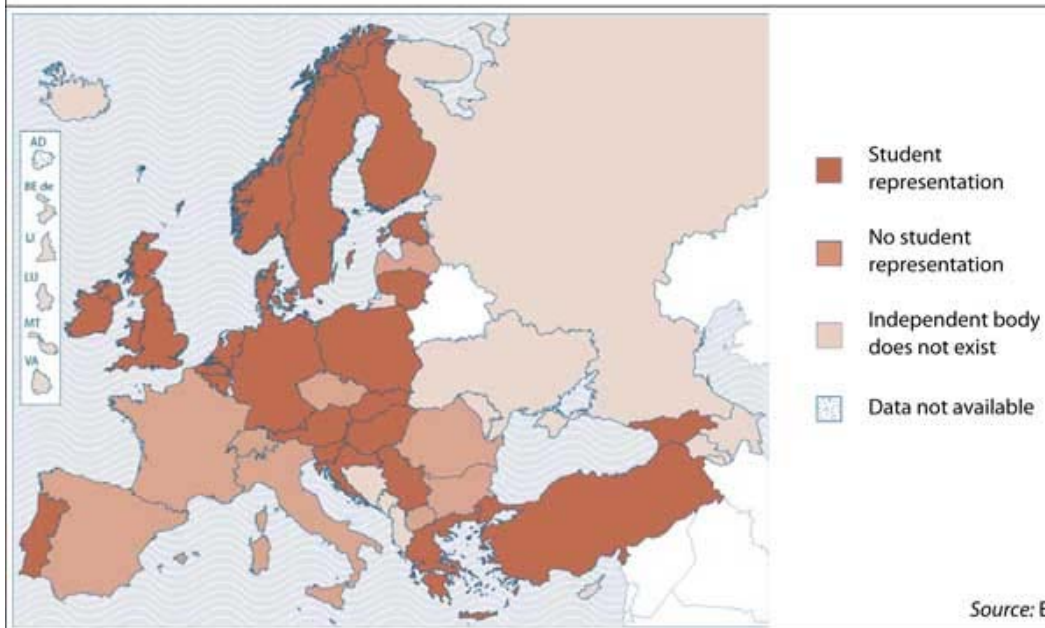 AD
BE de
LI
LU
MT
VA
Student
representation
No student
representation
Independent body
does not exist
Data not available
Source: E